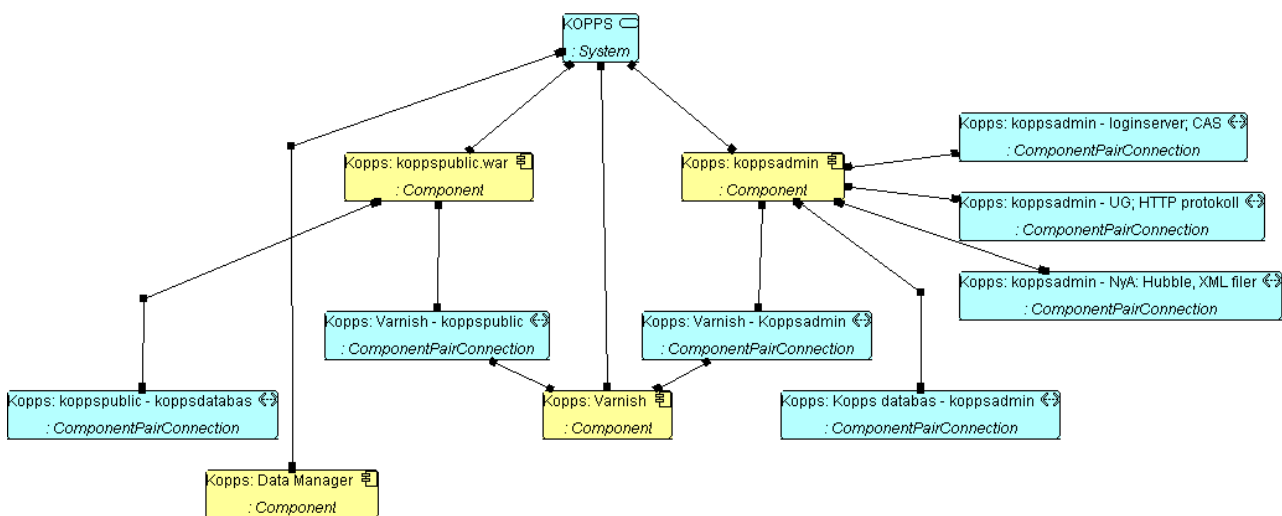 KOPPS
: System
Kopps: koppsadmin - loginserver; CAS
: ComponentPairConnection
Kopps: koppspublic.war
: Component
Kopps: koppsadmin
: Component
Kopps: koppsadmin - UG; HTTP protokoll
: ComponentPairConnection
Kopps: koppsadmin - NyA: Hubble, XML filer
: ComponentPairConnection
Kopps: Varnish - koppspublic
: ComponentPairConnection
Kopps: Varnish - Koppsadmin
: ComponentPairConnection
Kopps: koppspublic - koppsdatabas
: ComponentPairConnection
Kopps: Varnish
: Component
Kopps: Kopps databas - koppsadmin
: ComponentPairConnection
Kopps: Data Manager
: Component